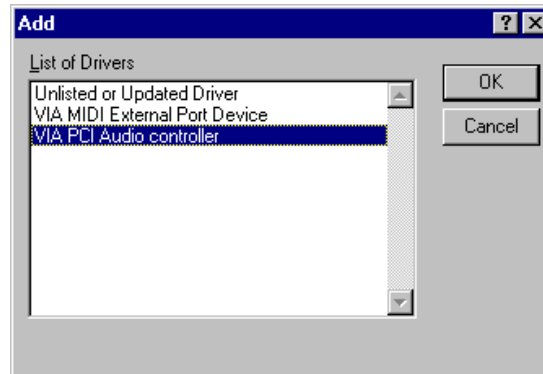 Add
List of Drivers
Unlisted or Updated Driver
VIA MIDI External Port Device
VIA PCI Audio controller
OK
Cancel